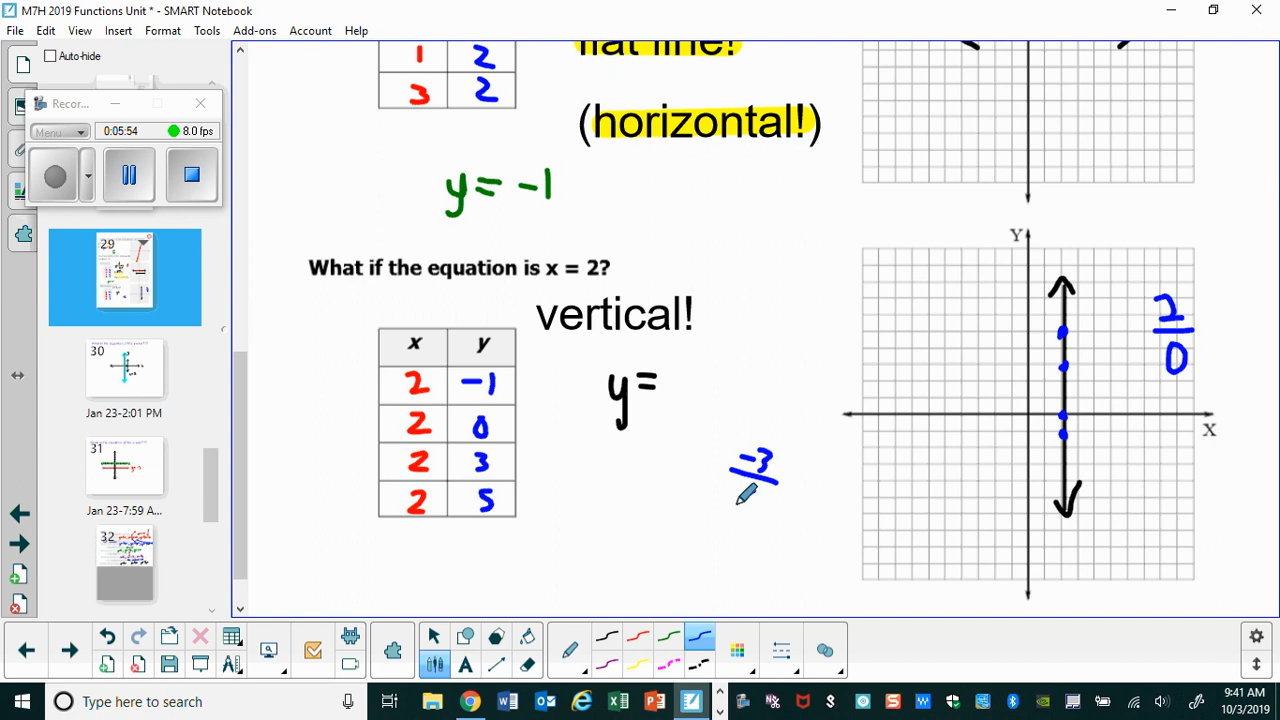 M7H 2019 Functions Unit * - SMART Notebook
File Edit View Insert Format Tools Add-ons Account Help
Auto-hide
Recor...
Menu 0:05:54 8.0 fps
29
30
Jan 23-2:01 PM
31
Jan 23-7:59 A...
32
flat line!
1 2
3 2
(horizontal!)
y = -1
What if the equation is x = 2?
vertical!
x y
2 -1
2 0
2 3
2 5
y =
-3
Y
X
2
0
Type here to search
9:41 AM
10/3/2019